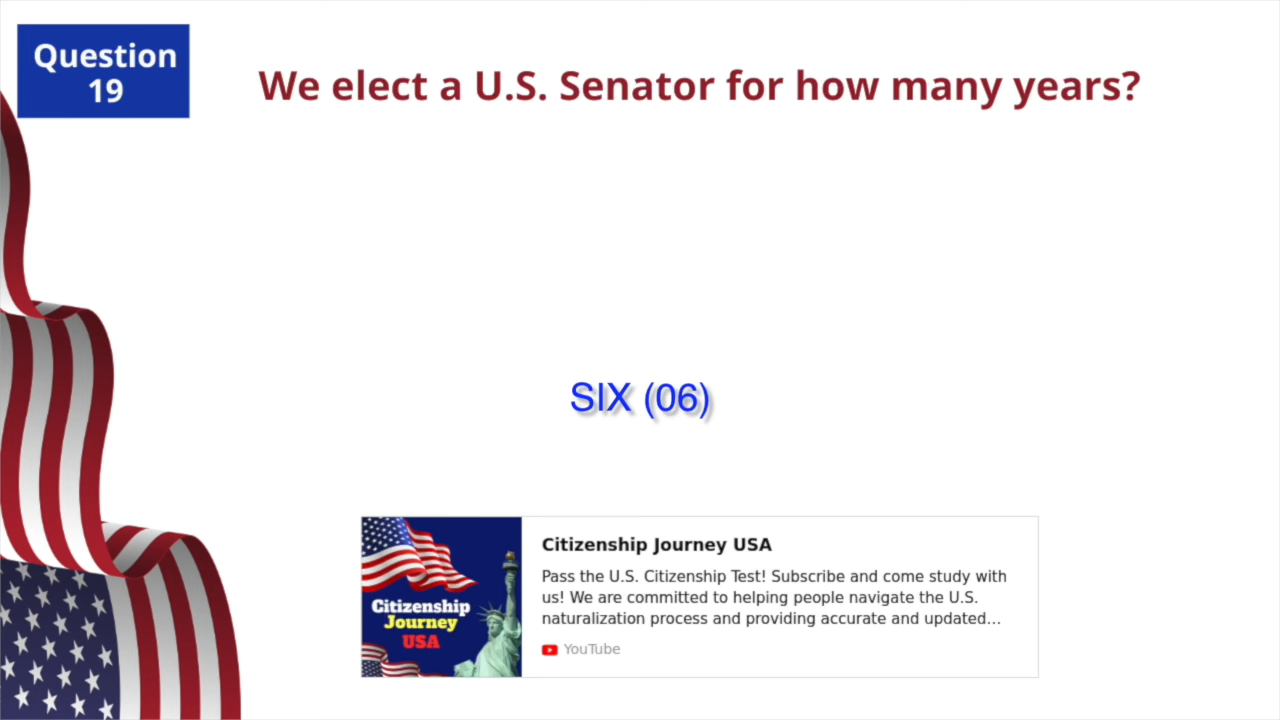 Question
19
We elect a U.S. Senator for how many years?
SIX (06)
Citizenship
Journey
USA
Citizenship Journey USA
Pass the U.S. Citizenship Test! Subscribe and come study with
us! We are committed to helping people navigate the U.S.
naturalization process and providing accurate and updated...
YouTube